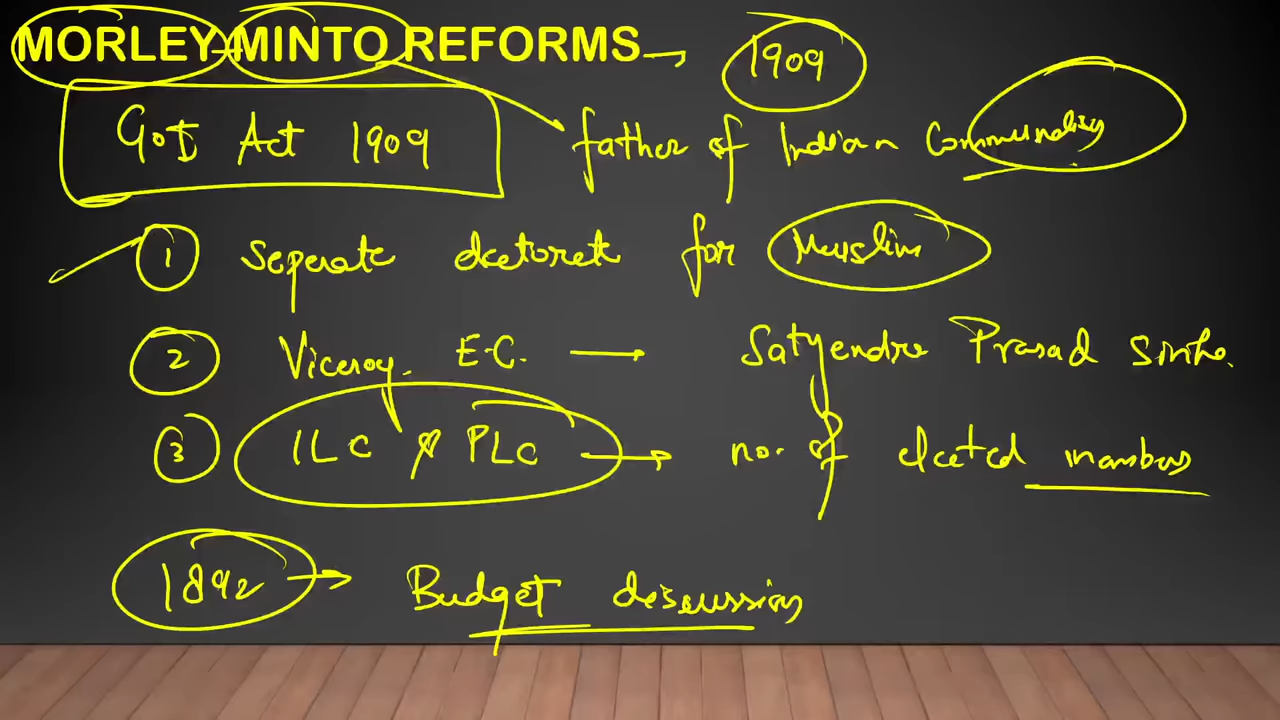 MORLEY-MINTO REFORMS → 1909
GoI Act 1909
father of Indian Communalism
① Seperate electorate for Muslim
② Viceroy. E.C. → Satyendra Prasad Sinha.
③ ILC & PLC → no. of elected members
1892 → Budget discussion